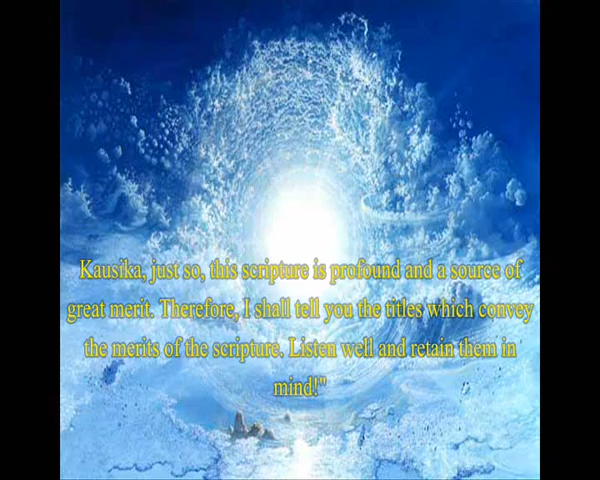 Kausika, just so, this scripture is profound and a source of
great merit. Therefore, I shall tell you the titles which convey
the merits of the scripture. Listen well and retain them in
mind!"